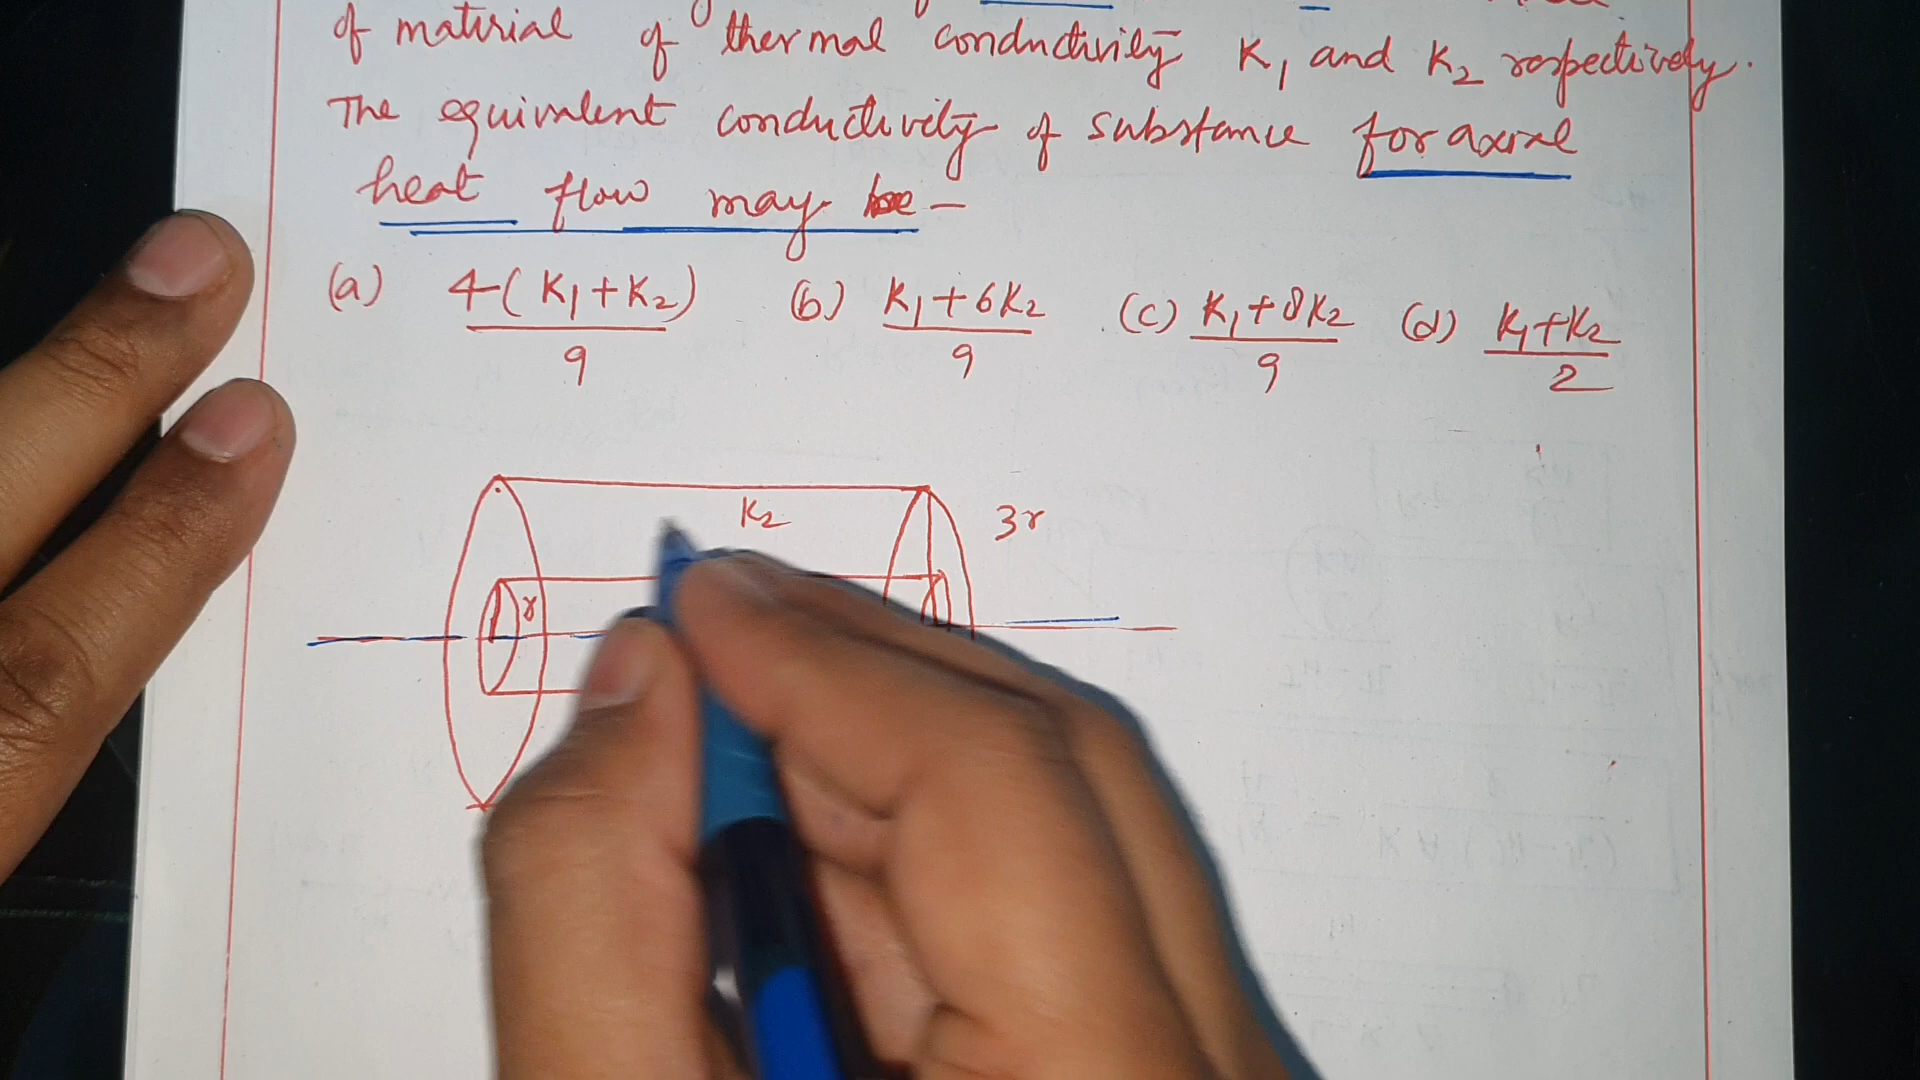 of material of thermal conductivity K₁ and K₂ respectively.
The equivalent conductivity of substance for axial
heat flow may be -
(a) 4(K₁+K₂)/9 (b) K₁+6K₂/9 (c) K₁+8K₂/9 (d) K₁+K₂/2
K₂ 3r
r